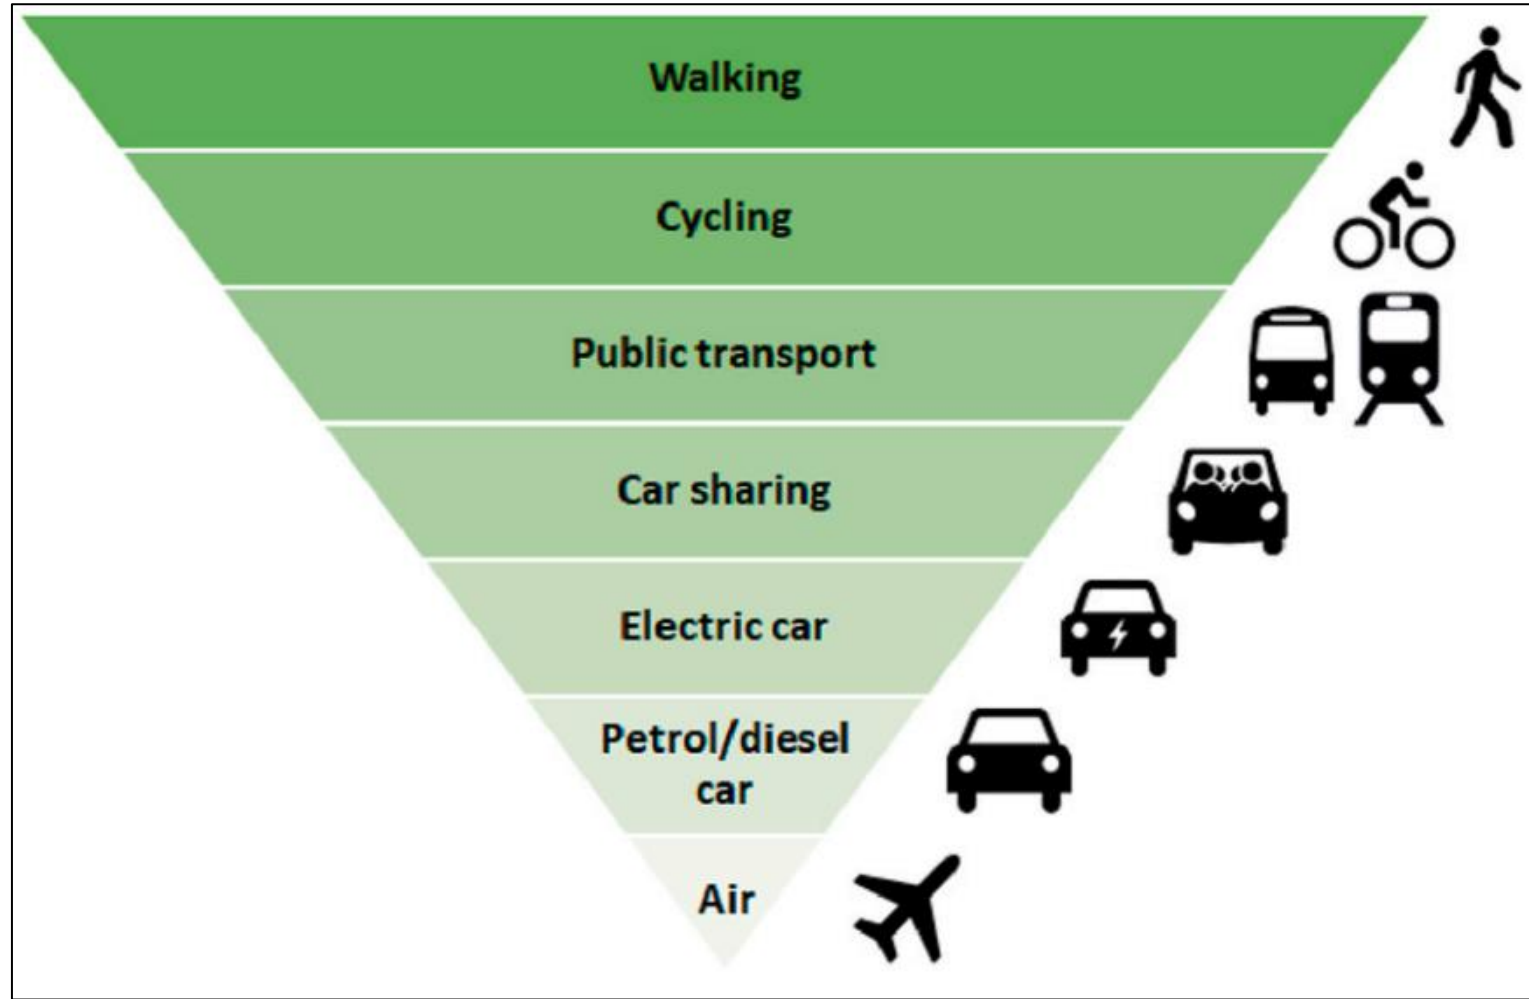 Walking
Cycling
Public transport
Car sharing
Electric car
Petrol/diesel
car
Air